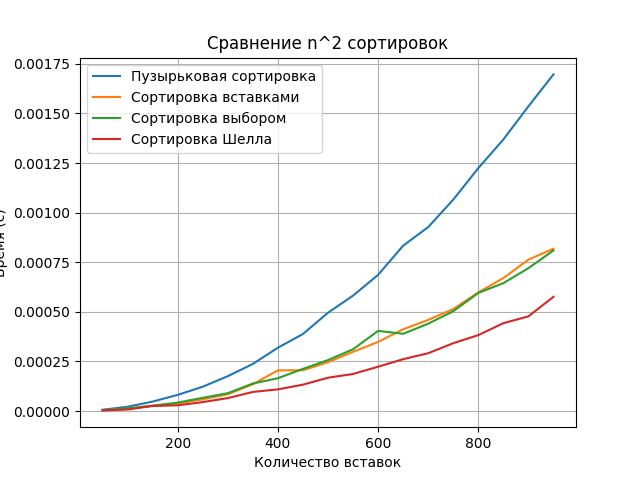 Сравнение n^2 сортировок
Пузырьковая сортировка
Сортировка вставками
Сортировка выбором
Сортировка Шелла
0.00175
0.00150
0.00125
0.00100
0.00075
0.00050
0.00025
0.00000
Время (с)
200 400 600 800
Количество вставок